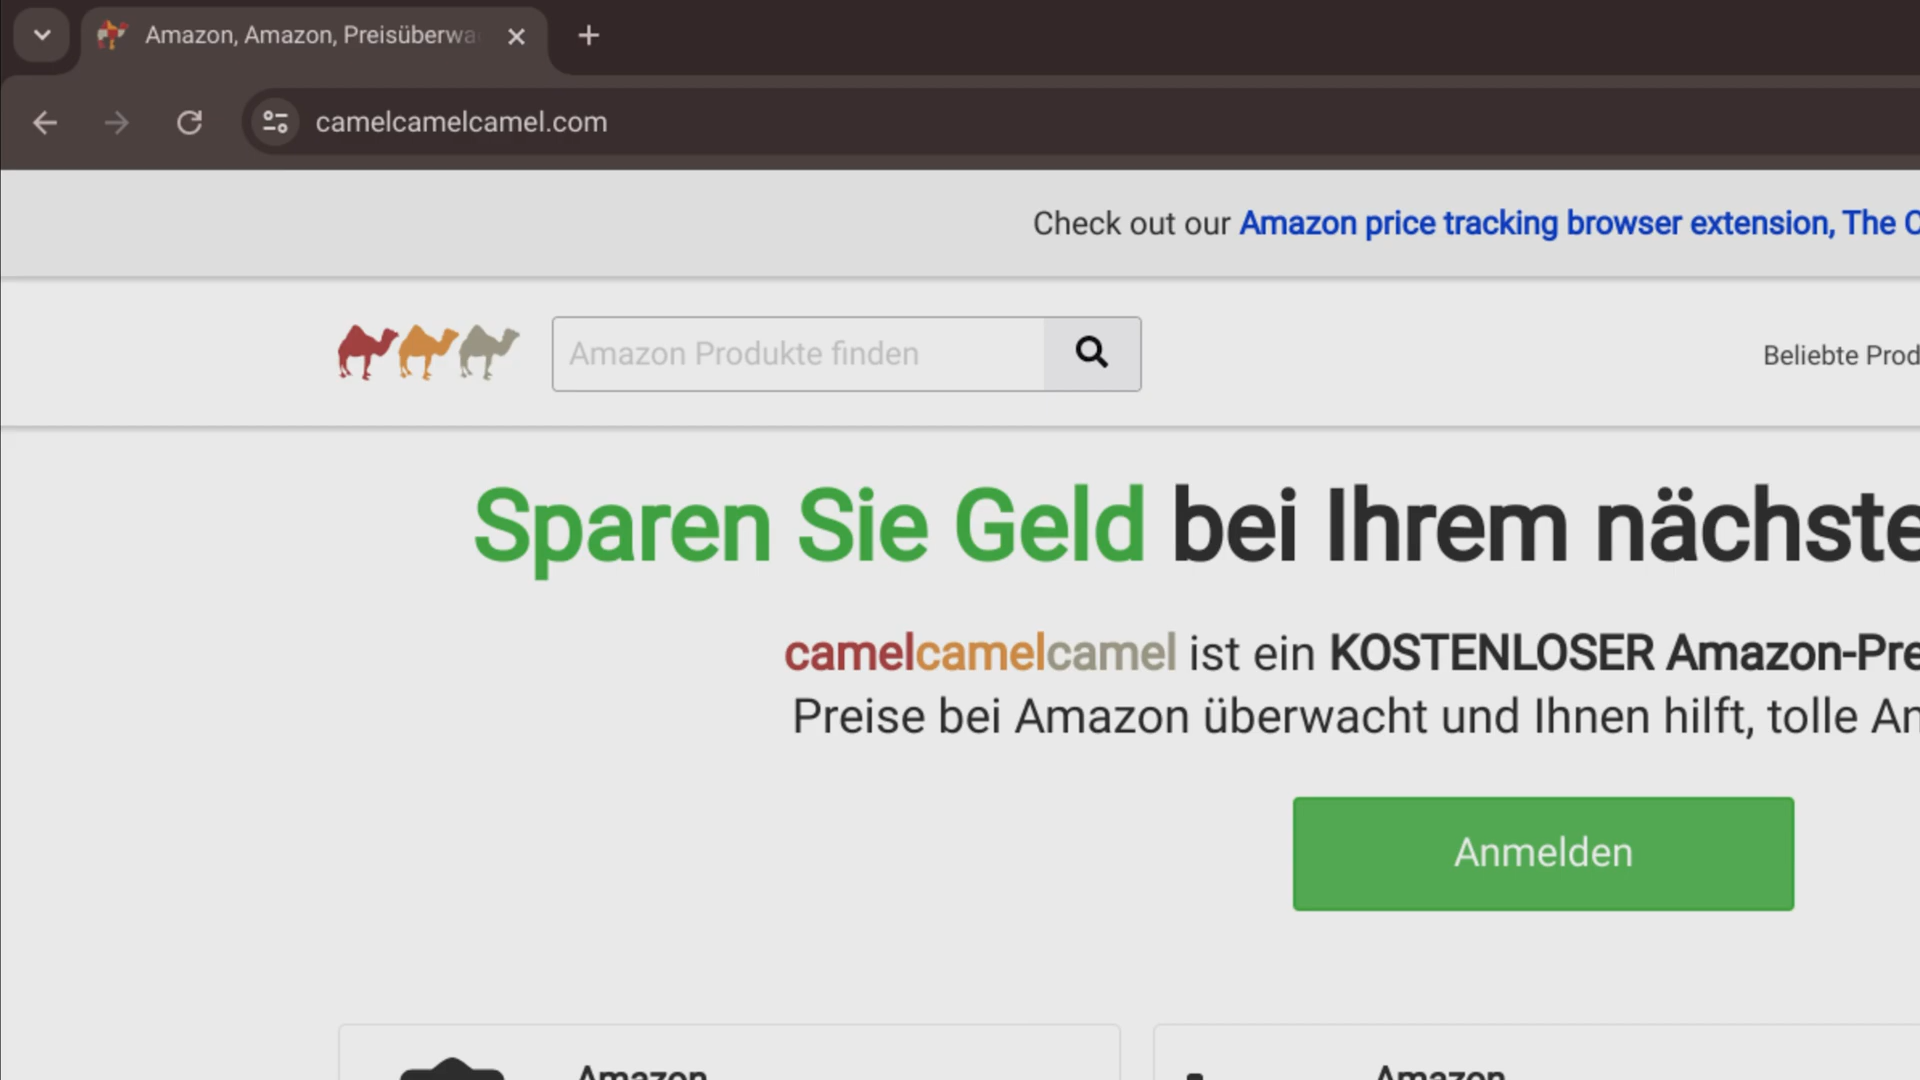 Amazon, Amazon, Preisüberwa
camelcamelcamel.com
Check out our Amazon price tracking browser extension, The C
Amazon Produkte finden
Beliebte Prod
Sparen Sie Geld bei Ihrem nächste
camelcamelcamel ist ein KOSTENLOSER Amazon-Pre
Preise bei Amazon überwacht und Ihnen hilft, tolle An
Anmelden
Amazon
Amazon